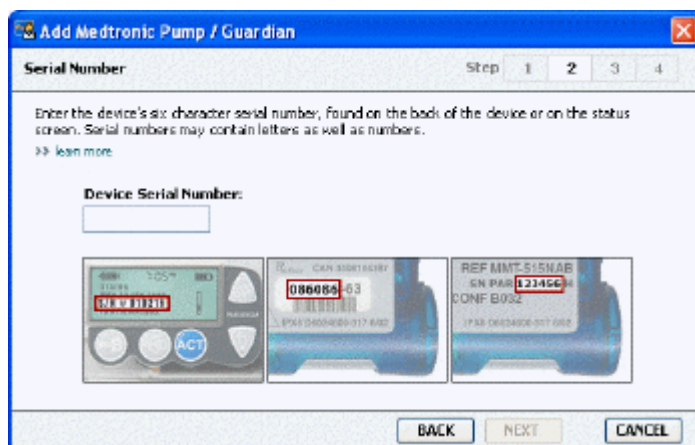 Add Medtronic Pump / Guardian
Serial Number
Step 1 2 3 4
Enter the device's six character serial number, found on the back of the device or on the status
screen. Serial numbers may contain letters as well as numbers.
>> learn more
Device Serial Number:
ACT
086086-63
REF MMT-515NAB
SN PAR 123456 H
CONF B032
BACK NEXT CANCEL